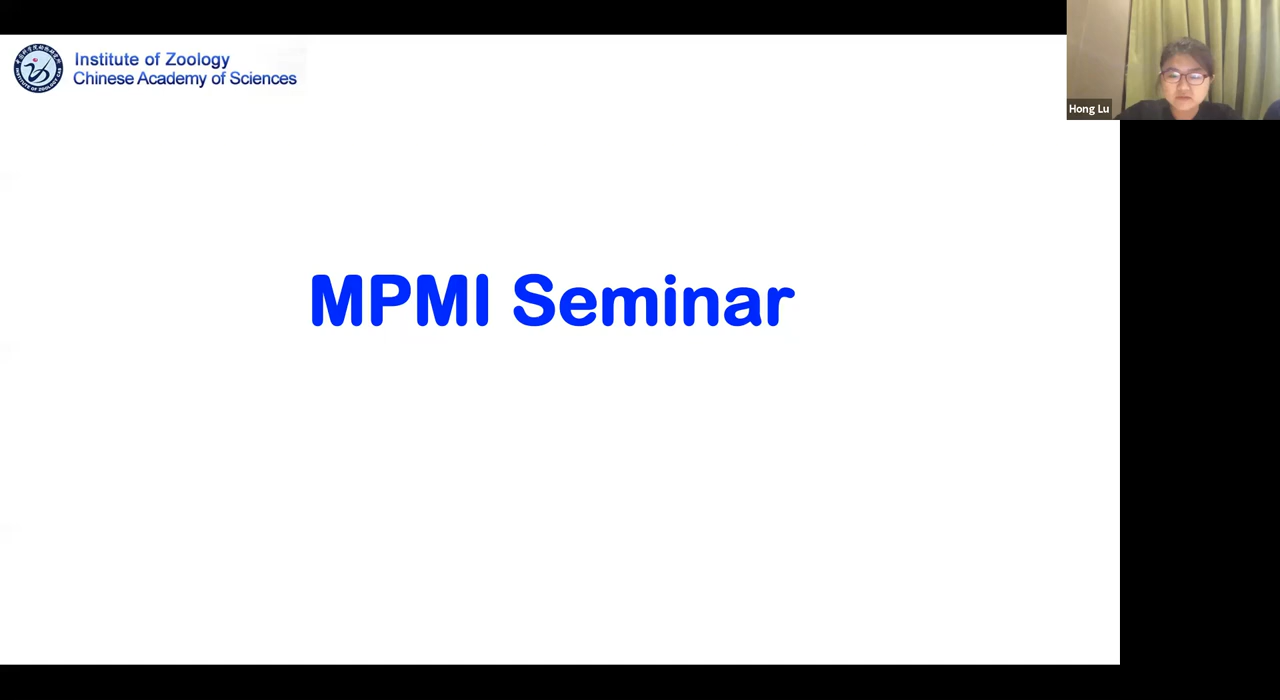 Institute of Zoology
Chinese Academy of Sciences
Hong Lu
MPMI Seminar